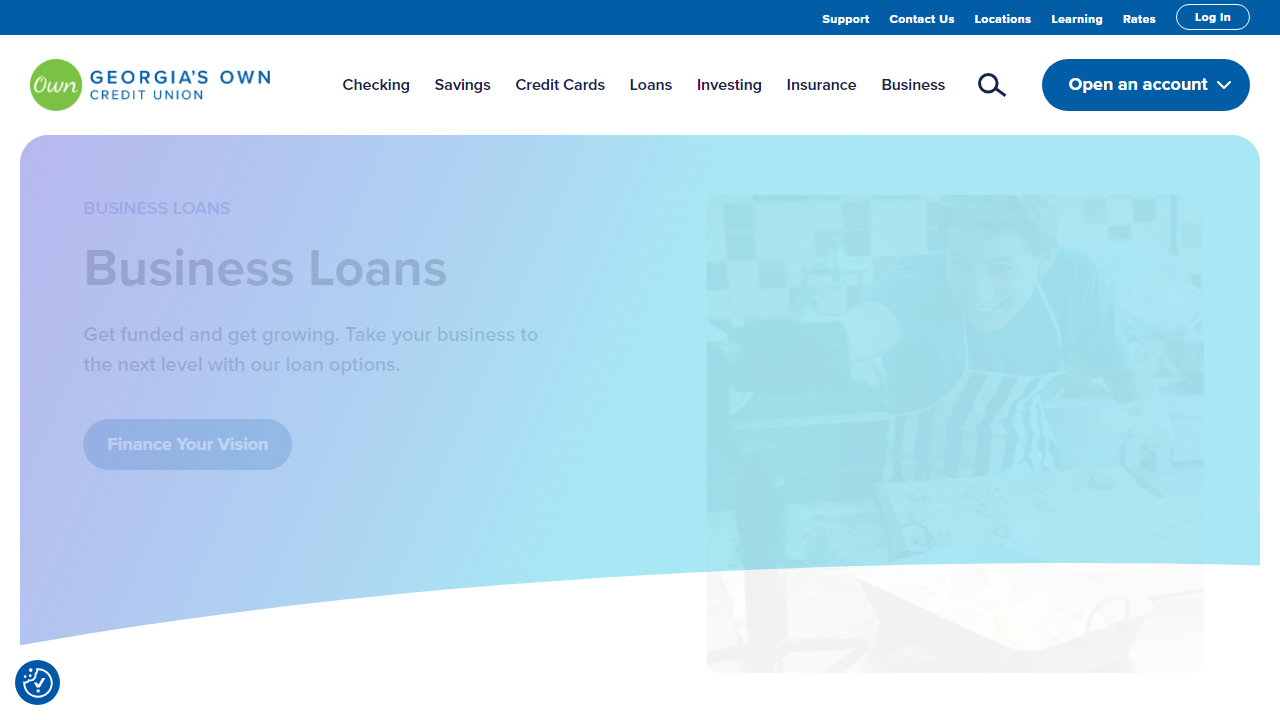 Support Contact Us Locations Learning Rates Log In
Own GEORGIA'S OWN
CREDIT UNION
Checking Savings Credit Cards Loans Investing Insurance Business Open an account
BUSINESS LOANS
Business Loans
Get funded and get growing. Take your business to
the next level with our loan options.
Finance Your Vision